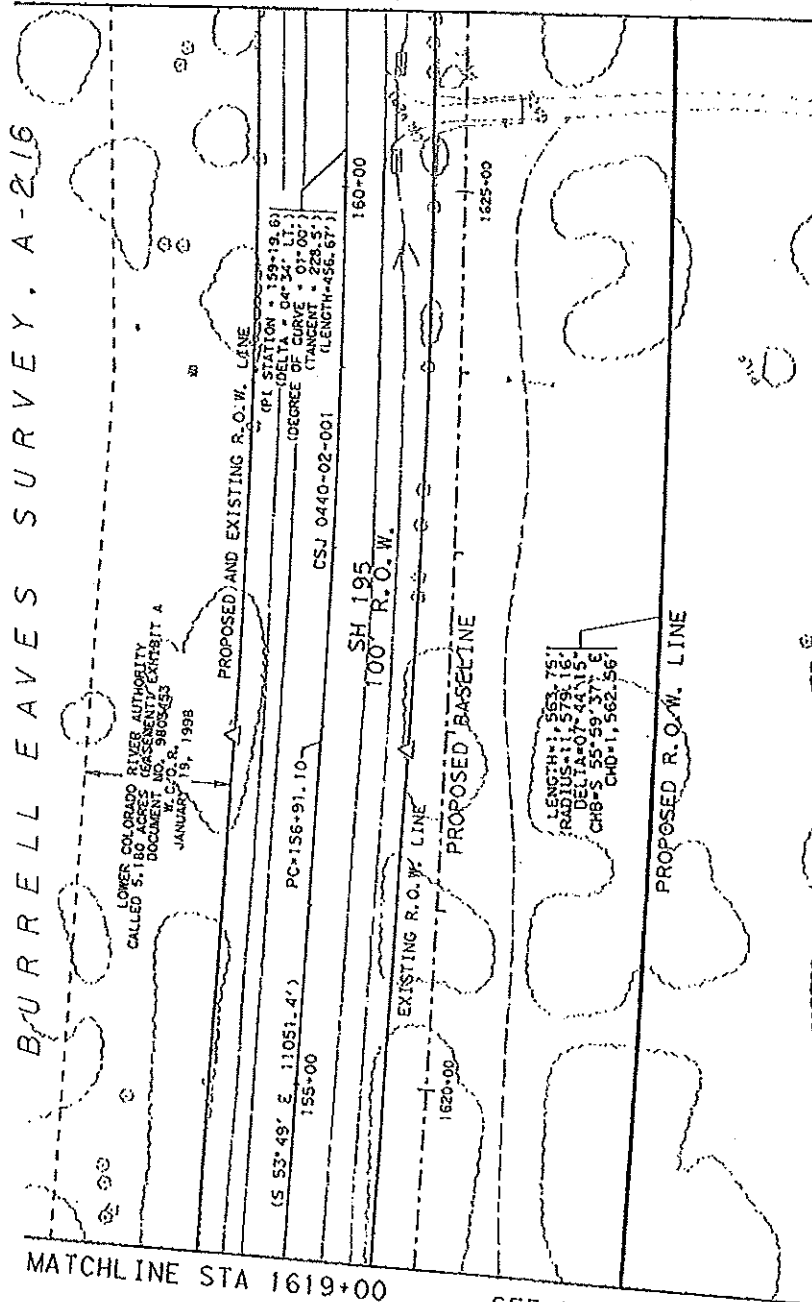 BURRELL EAVES SURVEY, A-216
LOWER COLORADO RIVER AUTHORITY
CALLED 5.180 ACRES (EASEMENT) EXHIBIT A
DOCUMENT NO. 9805453
W.C.O.R.
JANUARY 19, 1998
PROPOSED AND EXISTING R.O.W. LINE
(PI STATION = 159+19.6)
(DELTA = 04°34' LT.)
(DEGREE OF CURVE = 01°00')
(TANGENT = 228.5')
(LENGTH=456.67')
(S 53°49' E 11051.4')
155+00
PC=156+91.10
CSJ 0440-02-001
160+00
SH 195
100' R.O.W.
EXISTING R.O.W. LINE
PROPOSED BASELINE
1620+00
1625+00
LENGTH=1,563.75'
RADIUS=11,579.16'
DELTA=07°44'15"
CHB=S 55°59'37" E
CHD=1,562.56'
PROPOSED R.O.W. LINE
PILE
MATCHLINE STA 1619+00